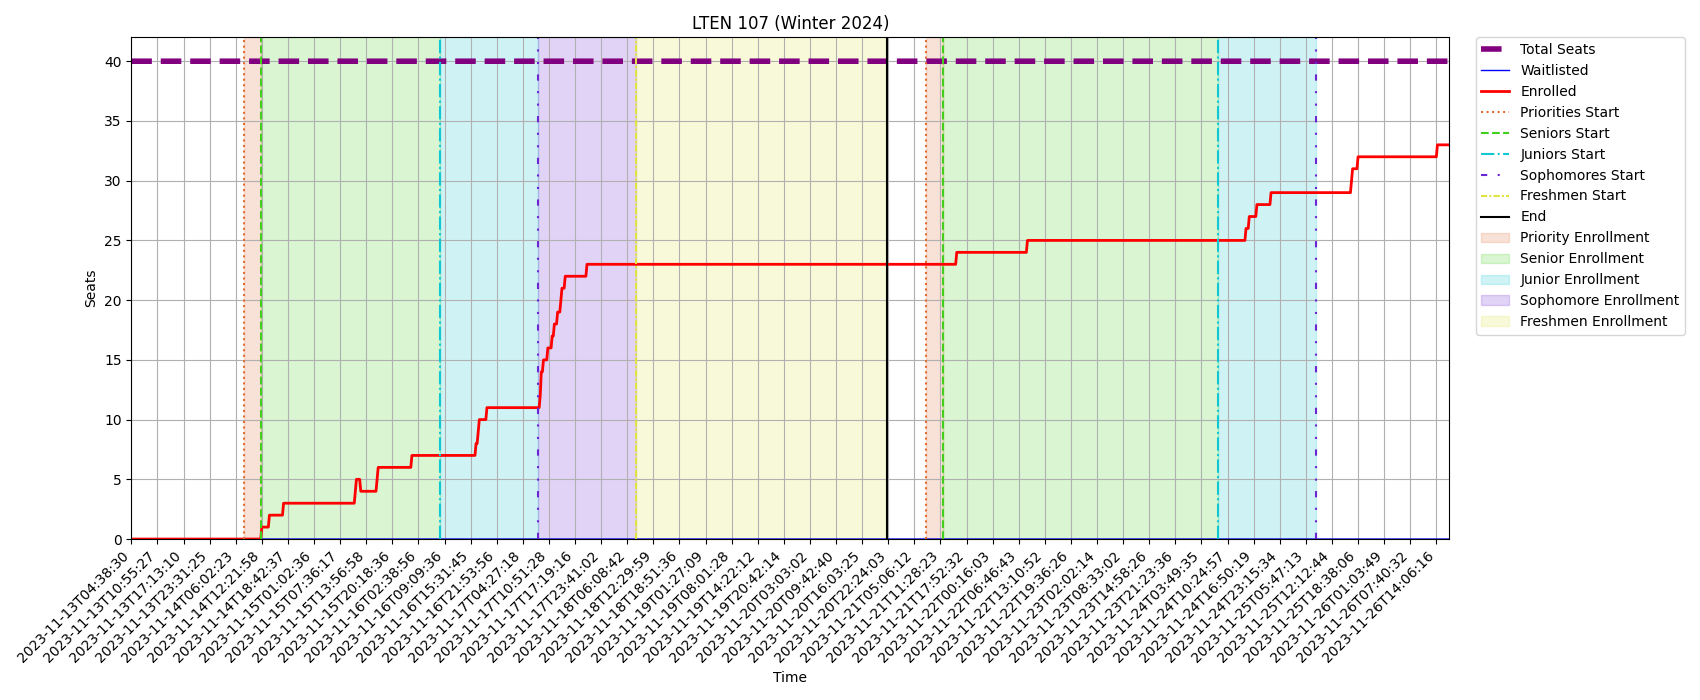 LTEN 107 (Winter 2024)
Seats
40
35
30
25
20
15
10
5
0
2023-11-13T04:38:30
2023-11-13T10:55:27
2023-11-13T17:13:10
2023-11-13T23:31:25
2023-11-14T06:02:23
2023-11-14T12:21:58
2023-11-14T18:42:37
2023-11-15T01:02:36
2023-11-15T07:36:17
2023-11-15T13:56:58
2023-11-15T20:18:36
2023-11-16T02:38:56
2023-11-16T09:09:36
2023-11-16T15:31:45
2023-11-16T21:53:56
2023-11-17T04:27:18
2023-11-17T10:51:28
2023-11-17T17:19:16
2023-11-17T23:41:02
2023-11-18T06:08:42
2023-11-18T12:29:59
2023-11-18T18:51:36
2023-11-19T01:27:09
2023-11-19T08:01:28
2023-11-19T14:22:12
2023-11-19T20:42:14
2023-11-20T03:03:02
2023-11-20T09:42:40
2023-11-20T16:03:25
2023-11-20T22:24:03
2023-11-21T05:06:12
2023-11-21T11:28:23
2023-11-21T17:52:32
2023-11-22T00:16:03
2023-11-22T06:46:43
2023-11-22T13:10:52
2023-11-22T19:36:26
2023-11-23T02:02:14
2023-11-23T08:33:02
2023-11-23T14:58:26
2023-11-23T21:23:36
2023-11-24T03:49:35
2023-11-24T10:24:57
2023-11-24T16:50:19
2023-11-24T23:15:34
2023-11-25T05:47:13
2023-11-25T12:12:44
2023-11-25T18:38:06
2023-11-26T01:03:49
2023-11-26T07:40:32
2023-11-26T14:06:16
Time
Total Seats
Waitlisted
Enrolled
Priorities Start
Seniors Start
Juniors Start
Sophomores Start
Freshmen Start
End
Priority Enrollment
Senior Enrollment
Junior Enrollment
Sophomore Enrollment
Freshmen Enrollment